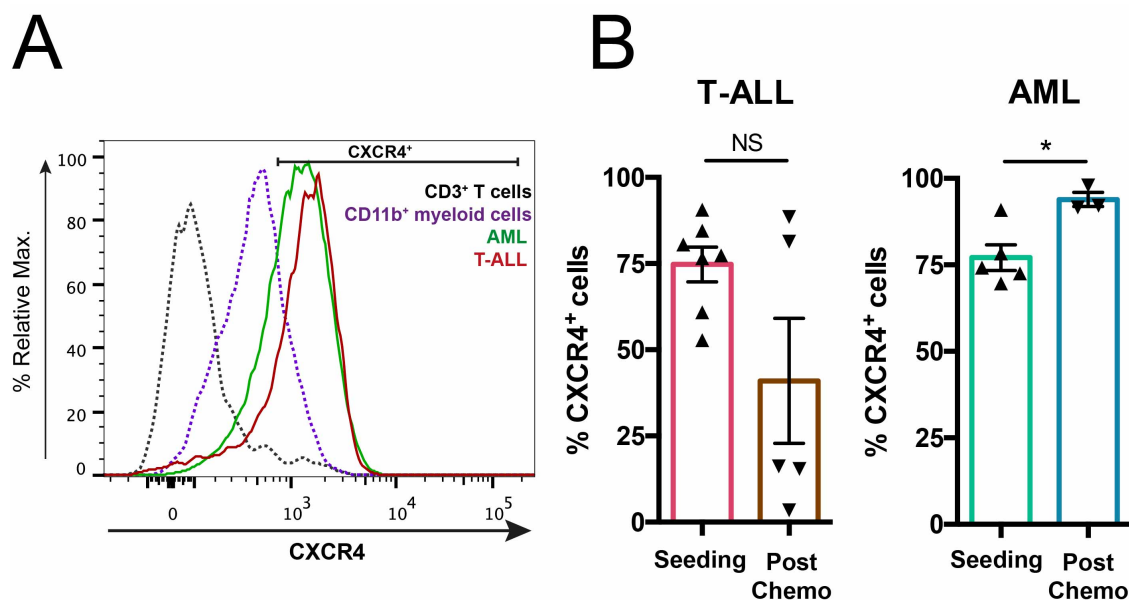 A
% Relative Max.
100
80
60
40
20
0
CXCR4⁺
CD3⁺ T cells
CD11b⁺ myeloid cells
AML
T-ALL
0
10³
10⁴
10⁵
CXCR4
B
T-ALL
NS
% CXCR4⁺ cells
100
75
50
25
0
Seeding
Post
Chemo
AML
*
% CXCR4⁺ cells
100
75
50
25
0
Seeding
Post
Chemo